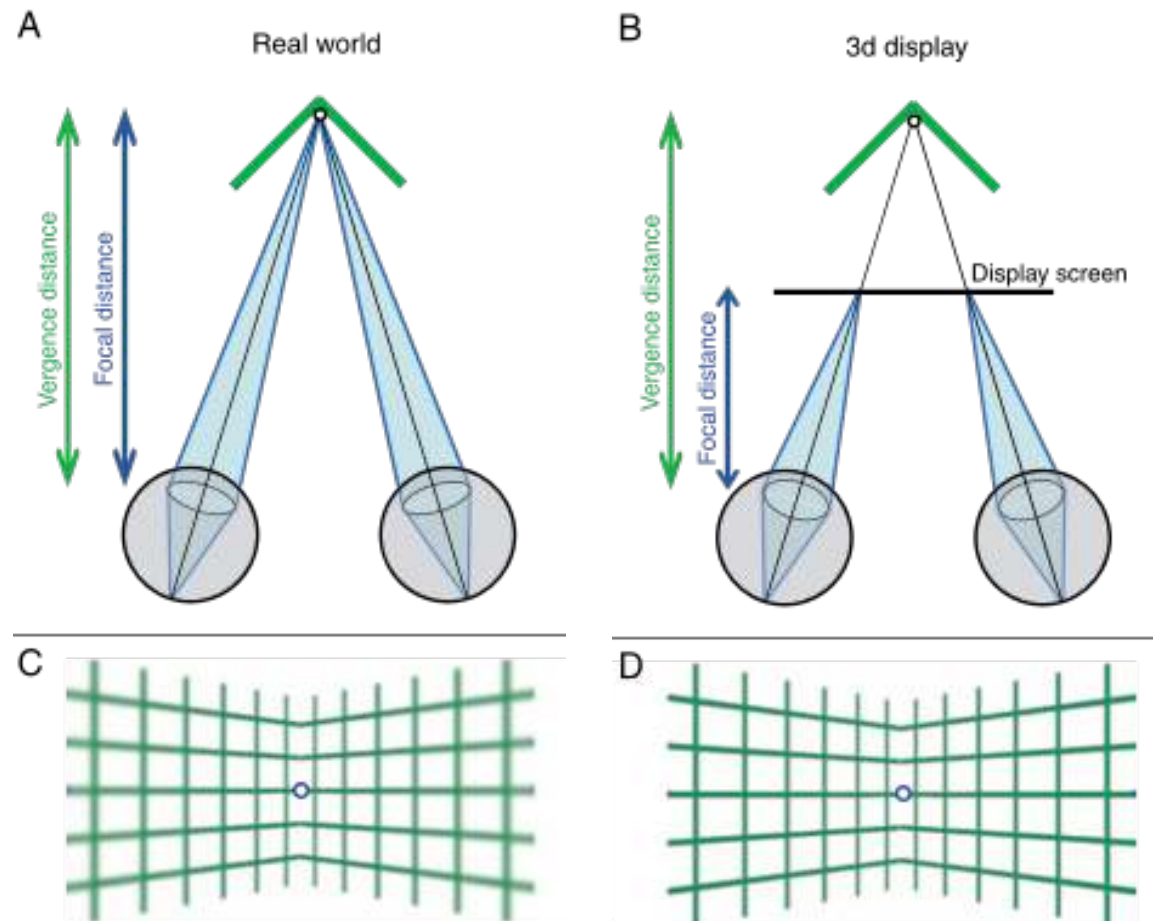 A
Real world
Vergence distance
Focal distance
B
3d display
Vergence distance
Focal distance
Display screen
C
D